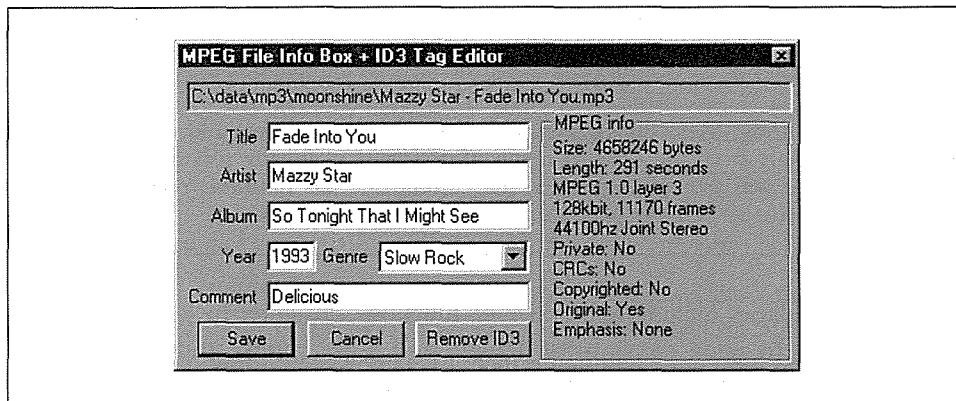 MPEG File Info Box + ID3 Tag Editor
C:\data\mp3\moonshine\Mazzy Star - Fade Into You.mp3
Title Fade Into You
Artist Mazzy Star
Album So Tonight That I Might See
Year 1993 Genre Slow Rock
Comment Delicious
Save Cancel Remove ID3
MPEG info
Size: 4658246 bytes
Length: 291 seconds
MPEG 1.0 layer 3
128kbit, 11170 frames
44100hz Joint Stereo
Private: No
CRCs: No
Copyrighted: No
Original: Yes
Emphasis: None